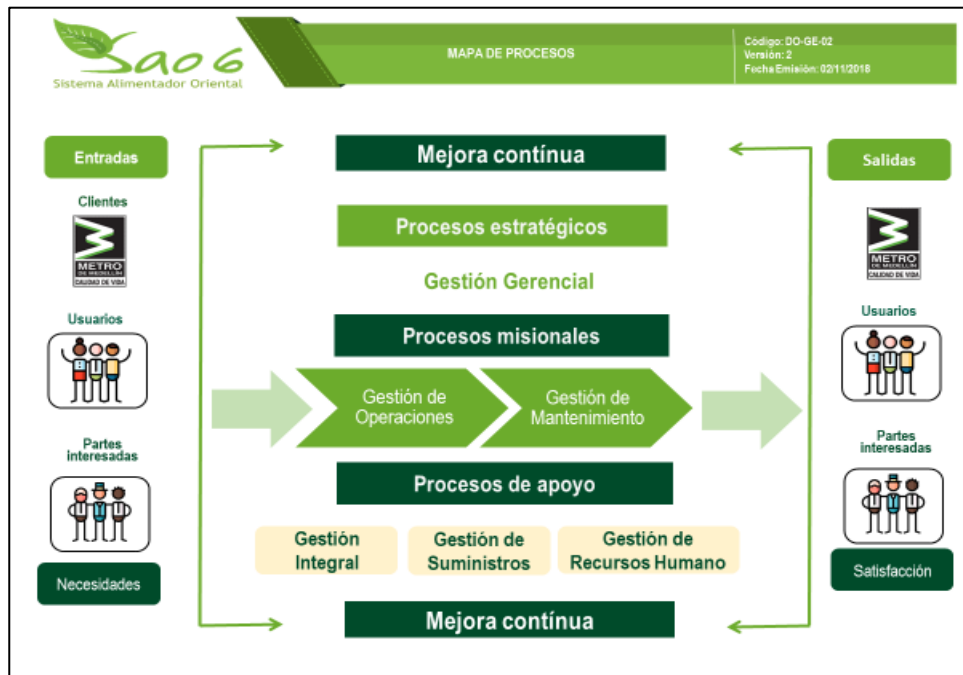 Sao6
Sistema Alimentador Oriental
MAPA DE PROCESOS
Código: DO-GE-02
Versión: 2
Fecha Emisión: 02/11/2018
Entradas
Clientes
METRO
DE MEDELLÍN
CALIDAD DE VIDA
Usuarios
Partes
interesadas
Necesidades
Mejora contínua
Procesos estratégicos
Gestión Gerencial
Procesos misionales
Gestión de
Operaciones
Gestión de
Mantenimiento
Procesos de apoyo
Gestión
Integral
Gestión de
Suministros
Gestión de
Recursos Humano
Mejora contínua
Salidas
METRO
DE MEDELLÍN
CALIDAD DE VIDA
Usuarios
Partes
interesadas
Satisfacción